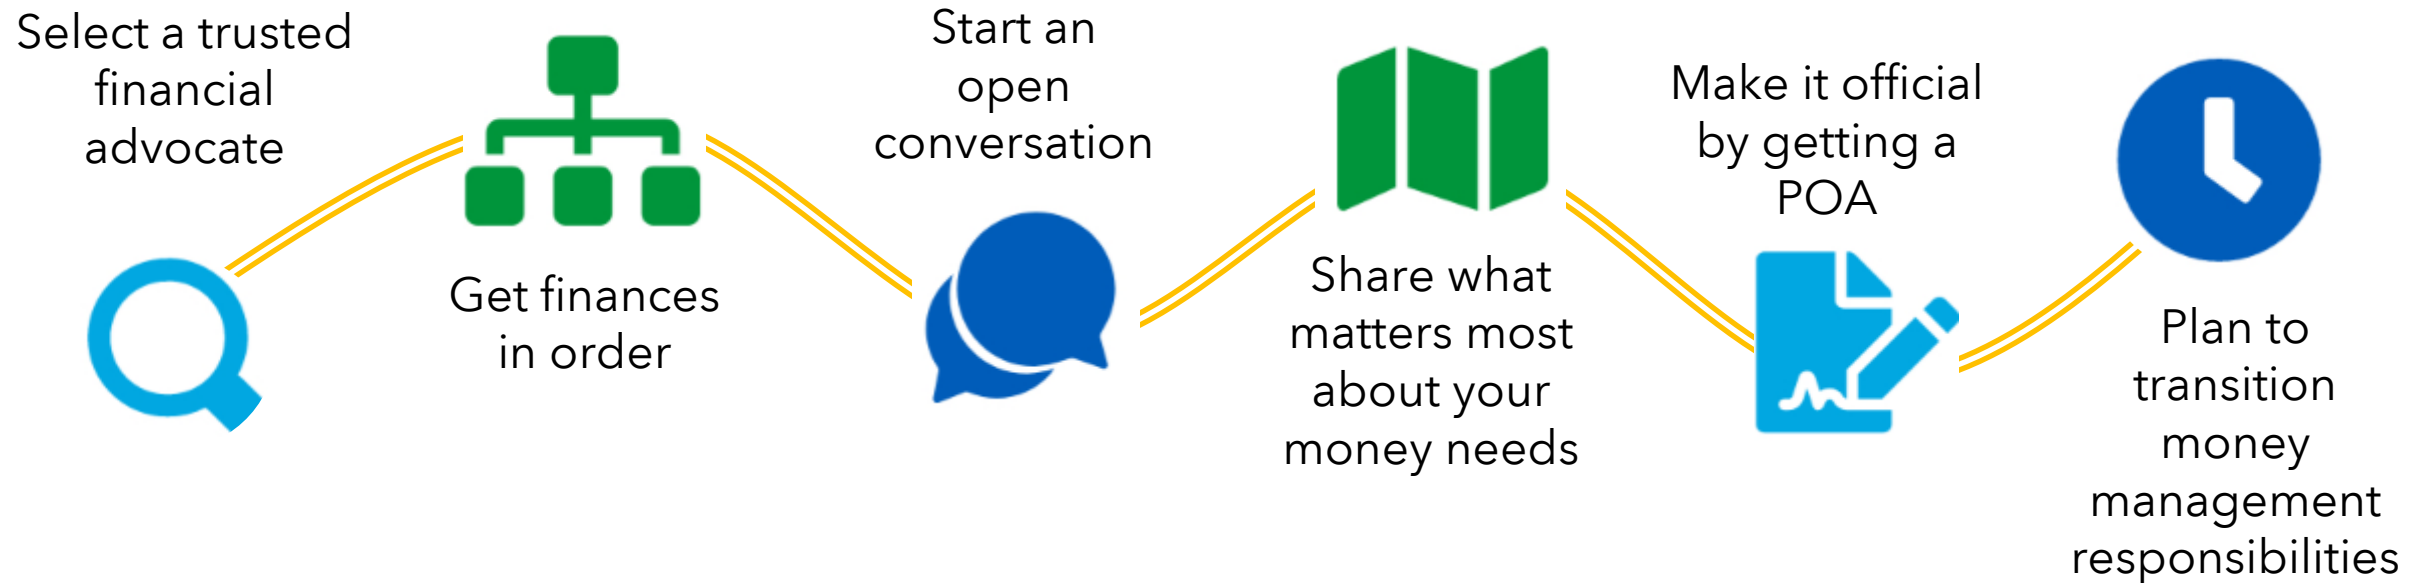 Select a trusted
financial
advocate
Get finances
in order
Start an
open
conversation
Share what
matters most
about your
money needs
Make it official
by getting a
POA
Plan to
transition
money
management
responsibilities